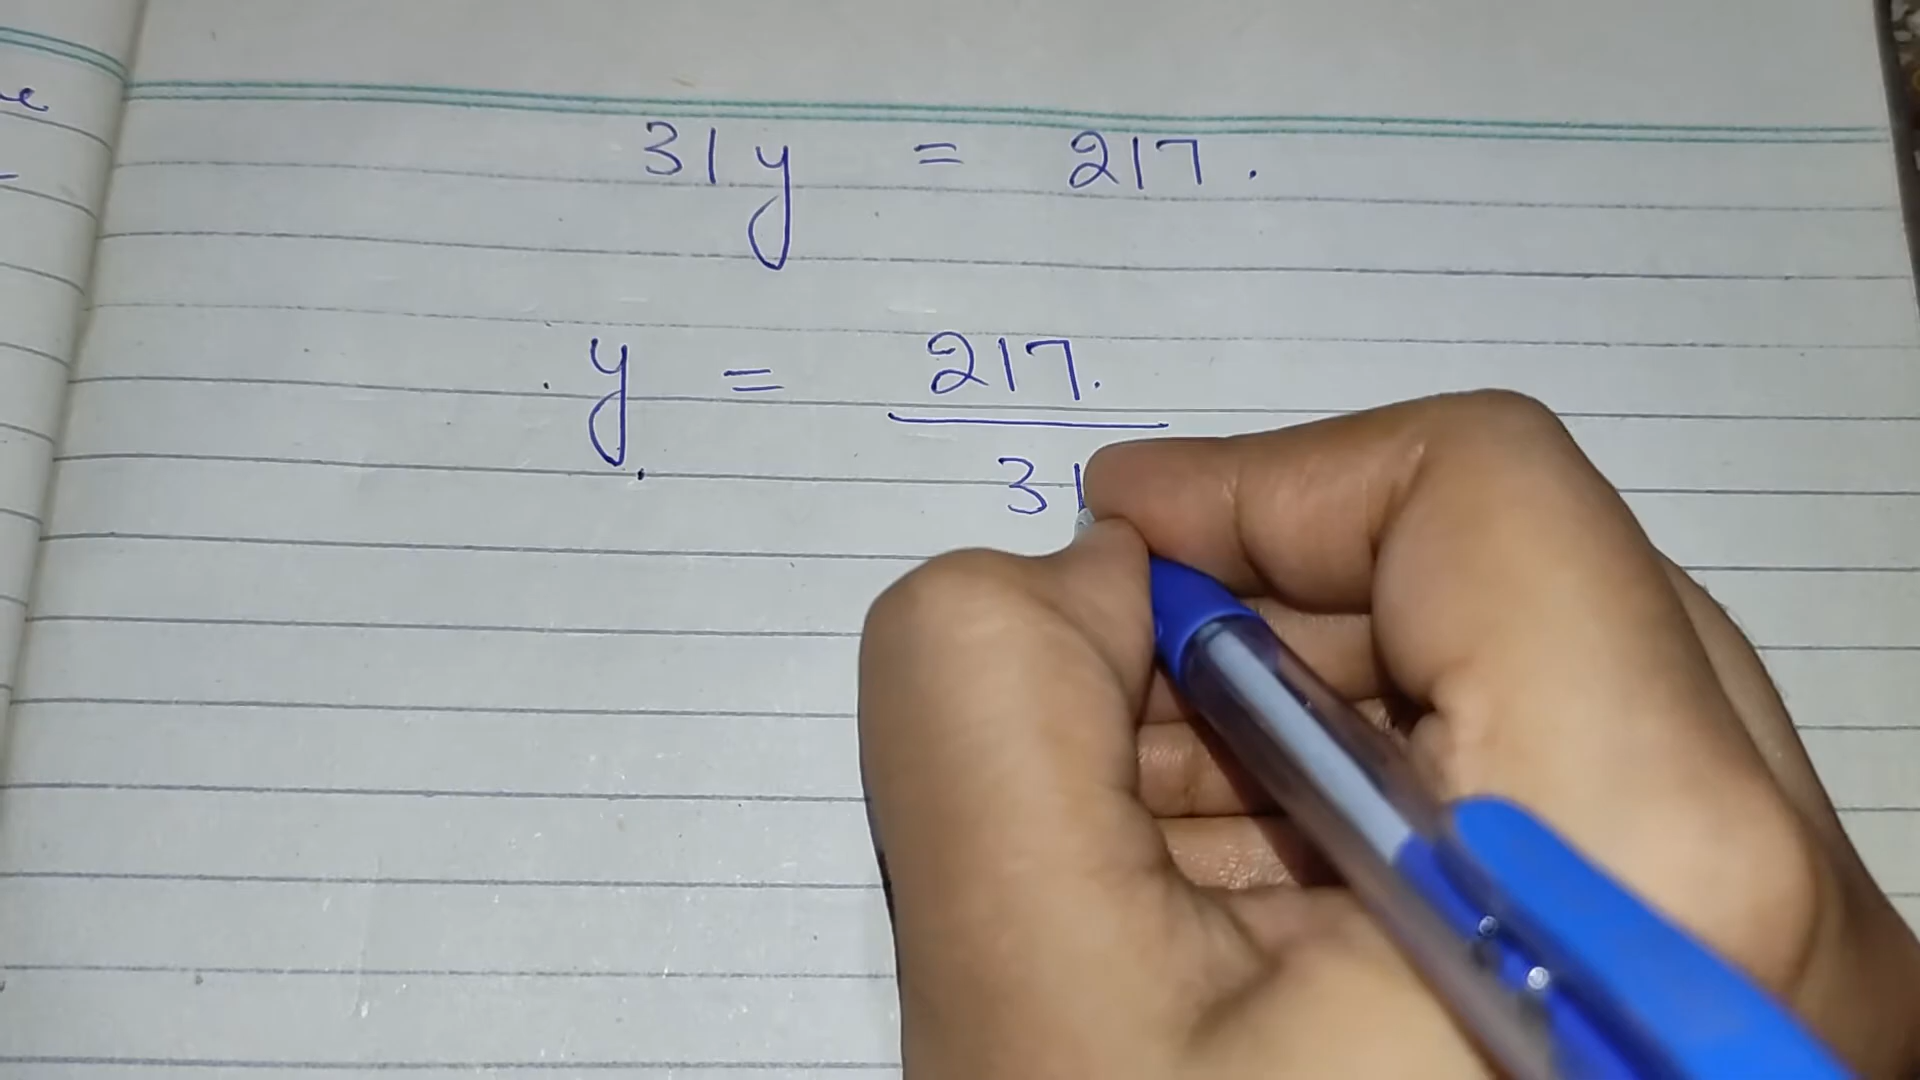 31y = 217.
y = 217.
31